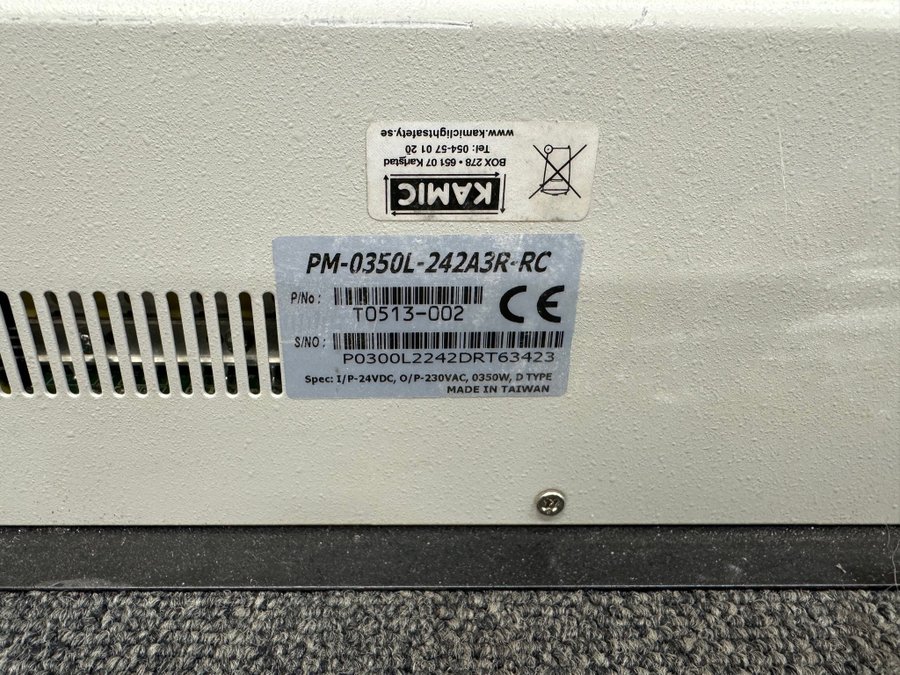 KAMIC
BOX 278 • 651 07 Karlstad
Tel: 054-57 01 20
www.kamiclightsafety.se
PM-0350L-242A3R-RC
P/No :
T0513-002
CE
S/NO :
P0300L2242DRT63423
Spec: I/P-24VDC, O/P-230VAC, 0350W, D TYPE
MADE IN TAIWAN